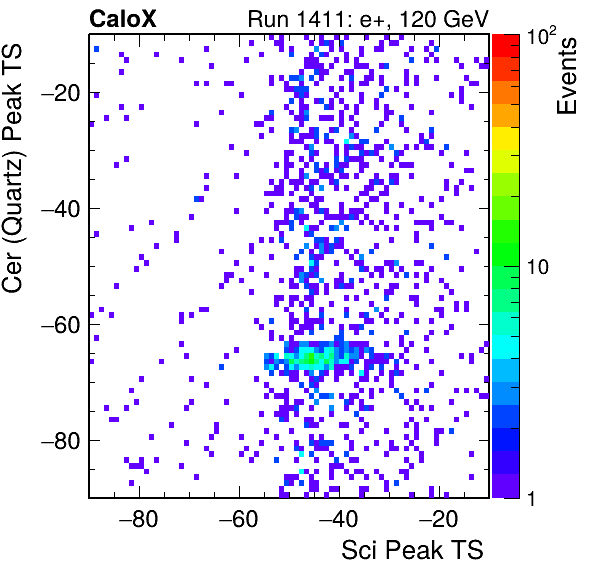 CaloX Run 1411: e+, 120 GeV
Cer (Quartz) Peak TS
−20
−40
−60
−80
−80 −60 −40 −20
Sci Peak TS
10²
10
1
Events